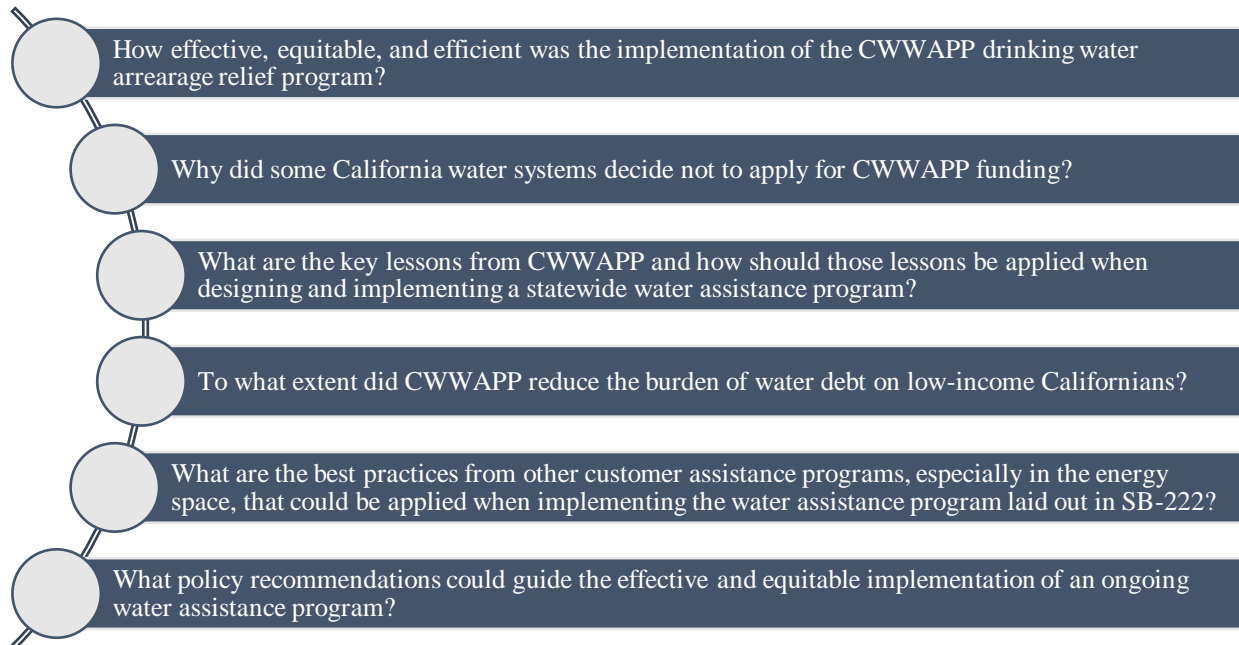 How effective, equitable, and efficient was the implementation of the CWWAPP drinking water
arrearage relief program?
Why did some California water systems decide not to apply for CWWAPP funding?
What are the key lessons from CWWAPP and how should those lessons be applied when
designing and implementing a statewide water assistance program?
To what extent did CWWAPP reduce the burden of water debt on low-income Californians?
What are the best practices from other customer assistance programs, especially in the energy
space, that could be applied when implementing the water assistance program laid out in SB-222?
What policy recommendations could guide the effective and equitable implementation of an ongoing
water assistance program?